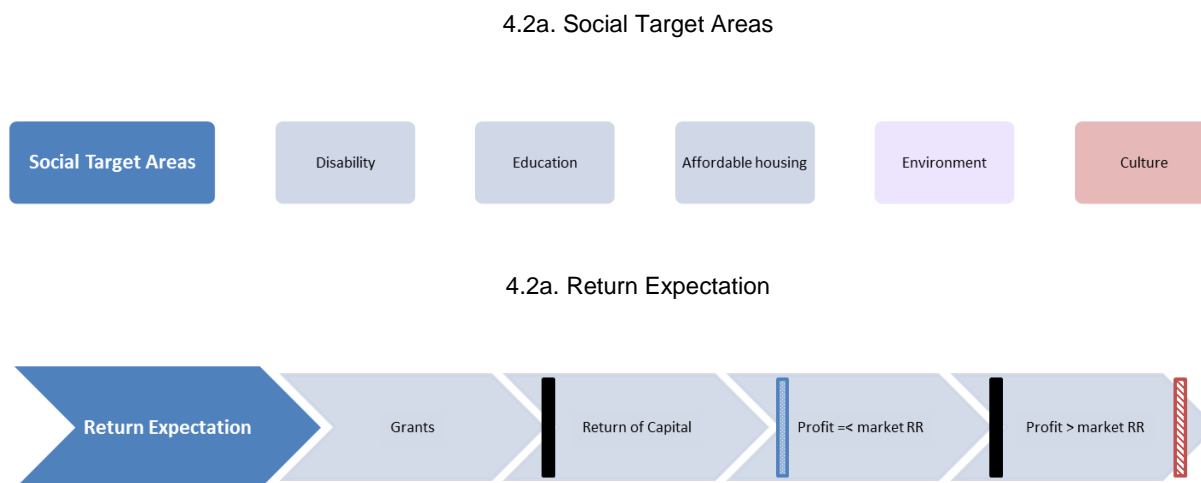 4.2a. Social Target Areas
Social Target Areas
Disability
Education
Affordable housing
Environment
Culture
4.2a. Return Expectation
Return Expectation
Grants
Return of Capital
Profit =< market RR
Profit > market RR